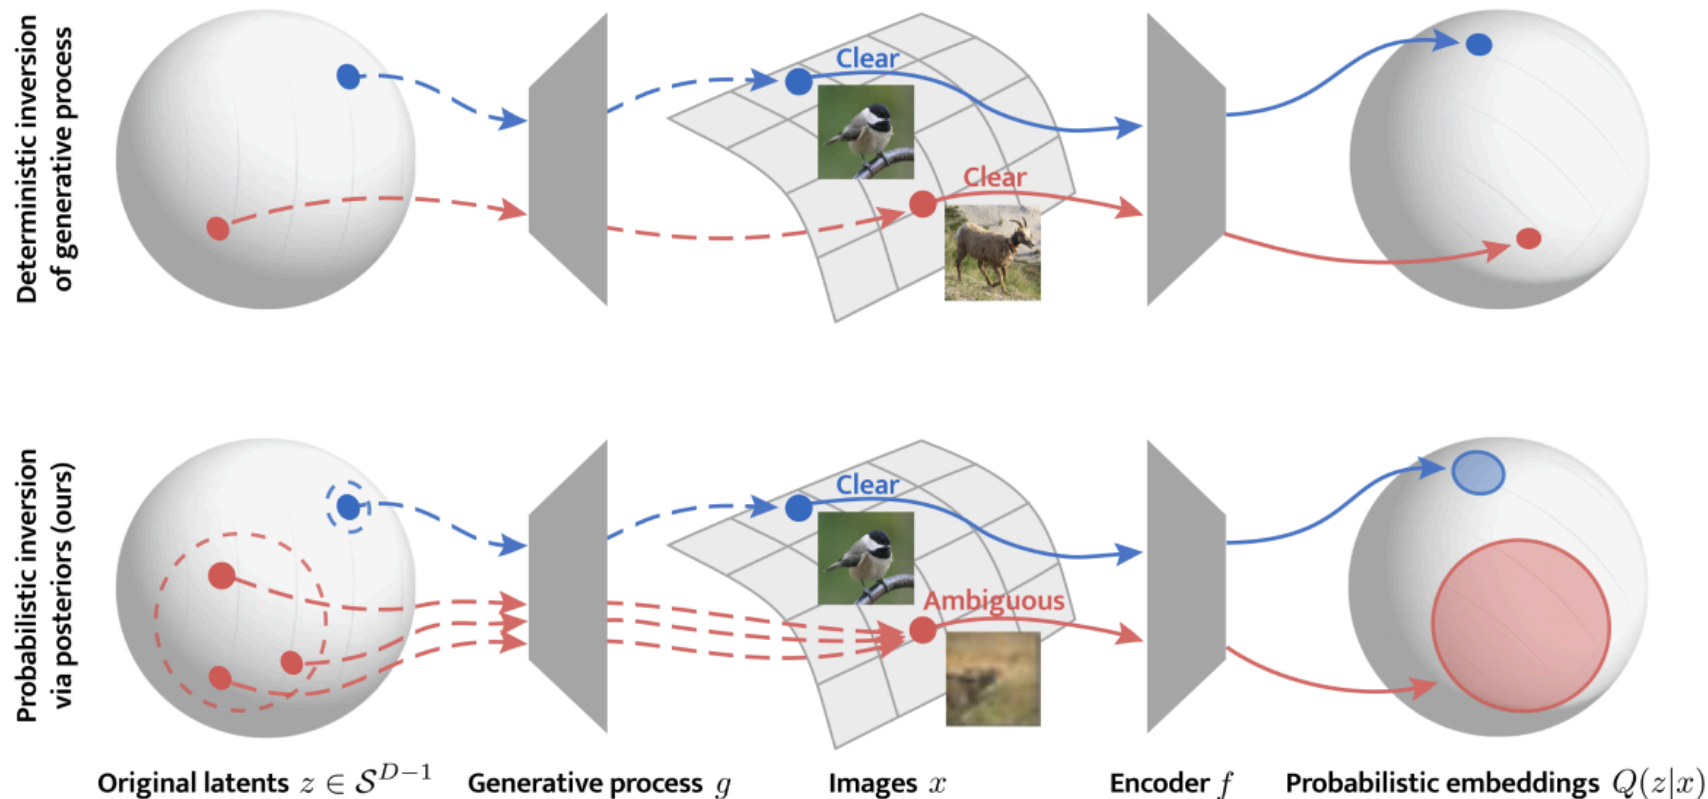 Deterministic inversion
of generative process
Clear
Clear
Probabilistic inversion
via posteriors (ours)
Clear
Ambiguous
Original latents z ∈ 𝒮^{D−1}
Generative process g
Images x
Encoder f
Probabilistic embeddings Q(z|x)